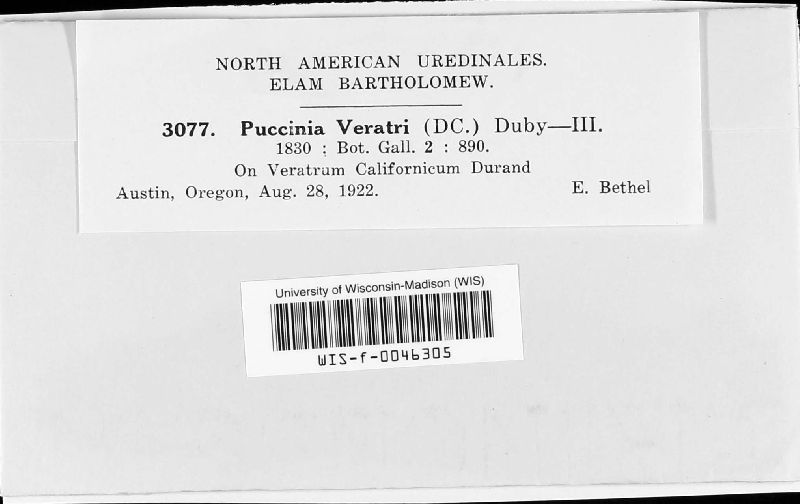 NORTH AMERICAN UREDINALES.
ELAM BARTHOLOMEW.
3077. Puccinia Veratri (DC.) Duby—III.
1830 : Bot. Gall. 2 : 890.
On Veratrum Californicum Durand
Austin, Oregon, Aug. 28, 1922. E. Bethel
University of Wisconsin-Madison (WIS)
WIS-f-0046305